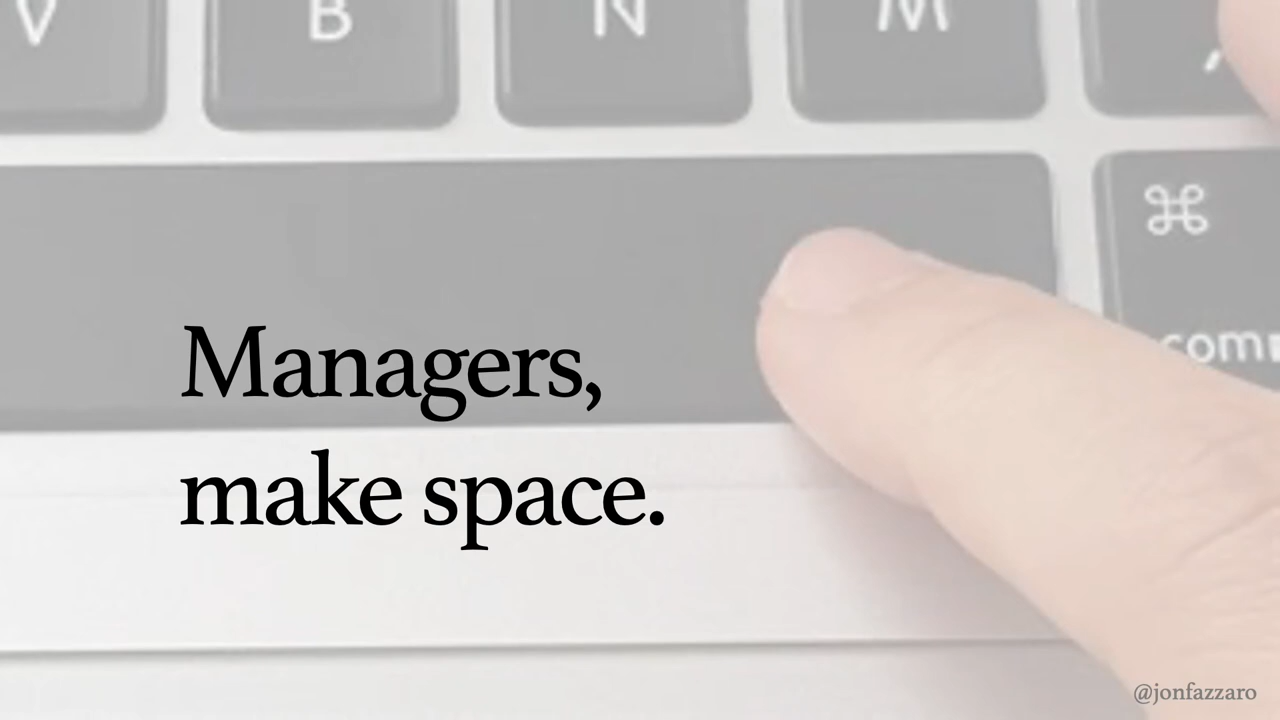 V B N M ,
⌘
Managers,
make space.
@jonfazzaro